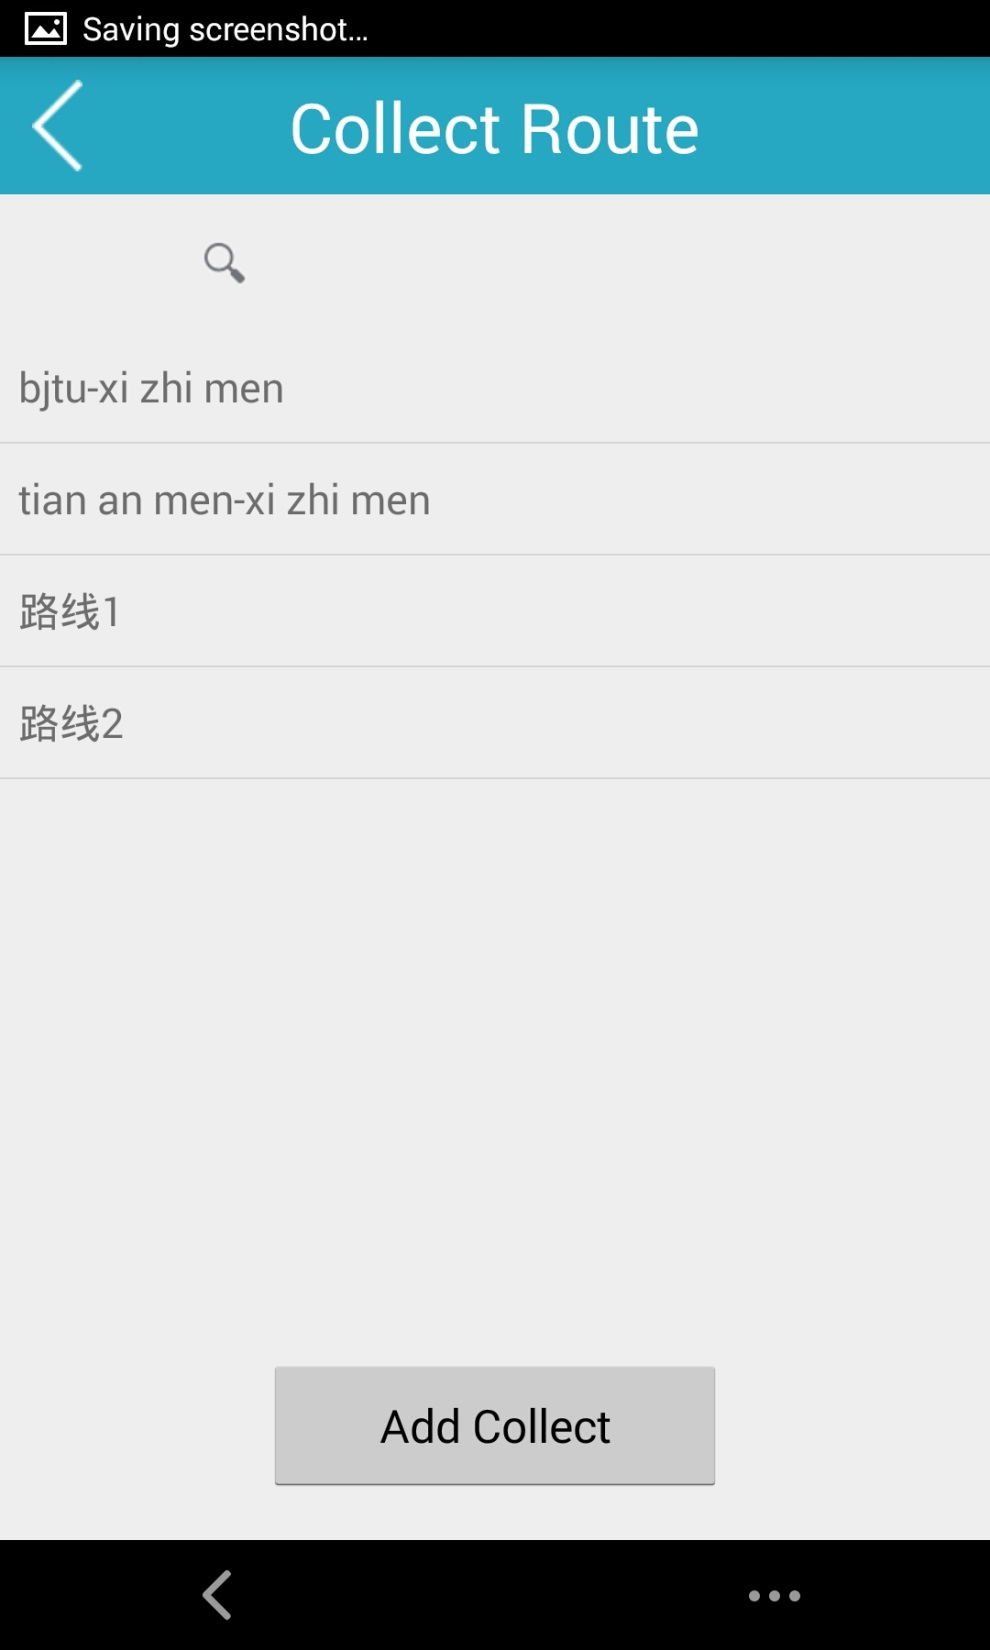 Saving screenshot...
Collect Route
bjtu-xi zhi men
tian an men-xi zhi men
路线1
路线2
Add Collect